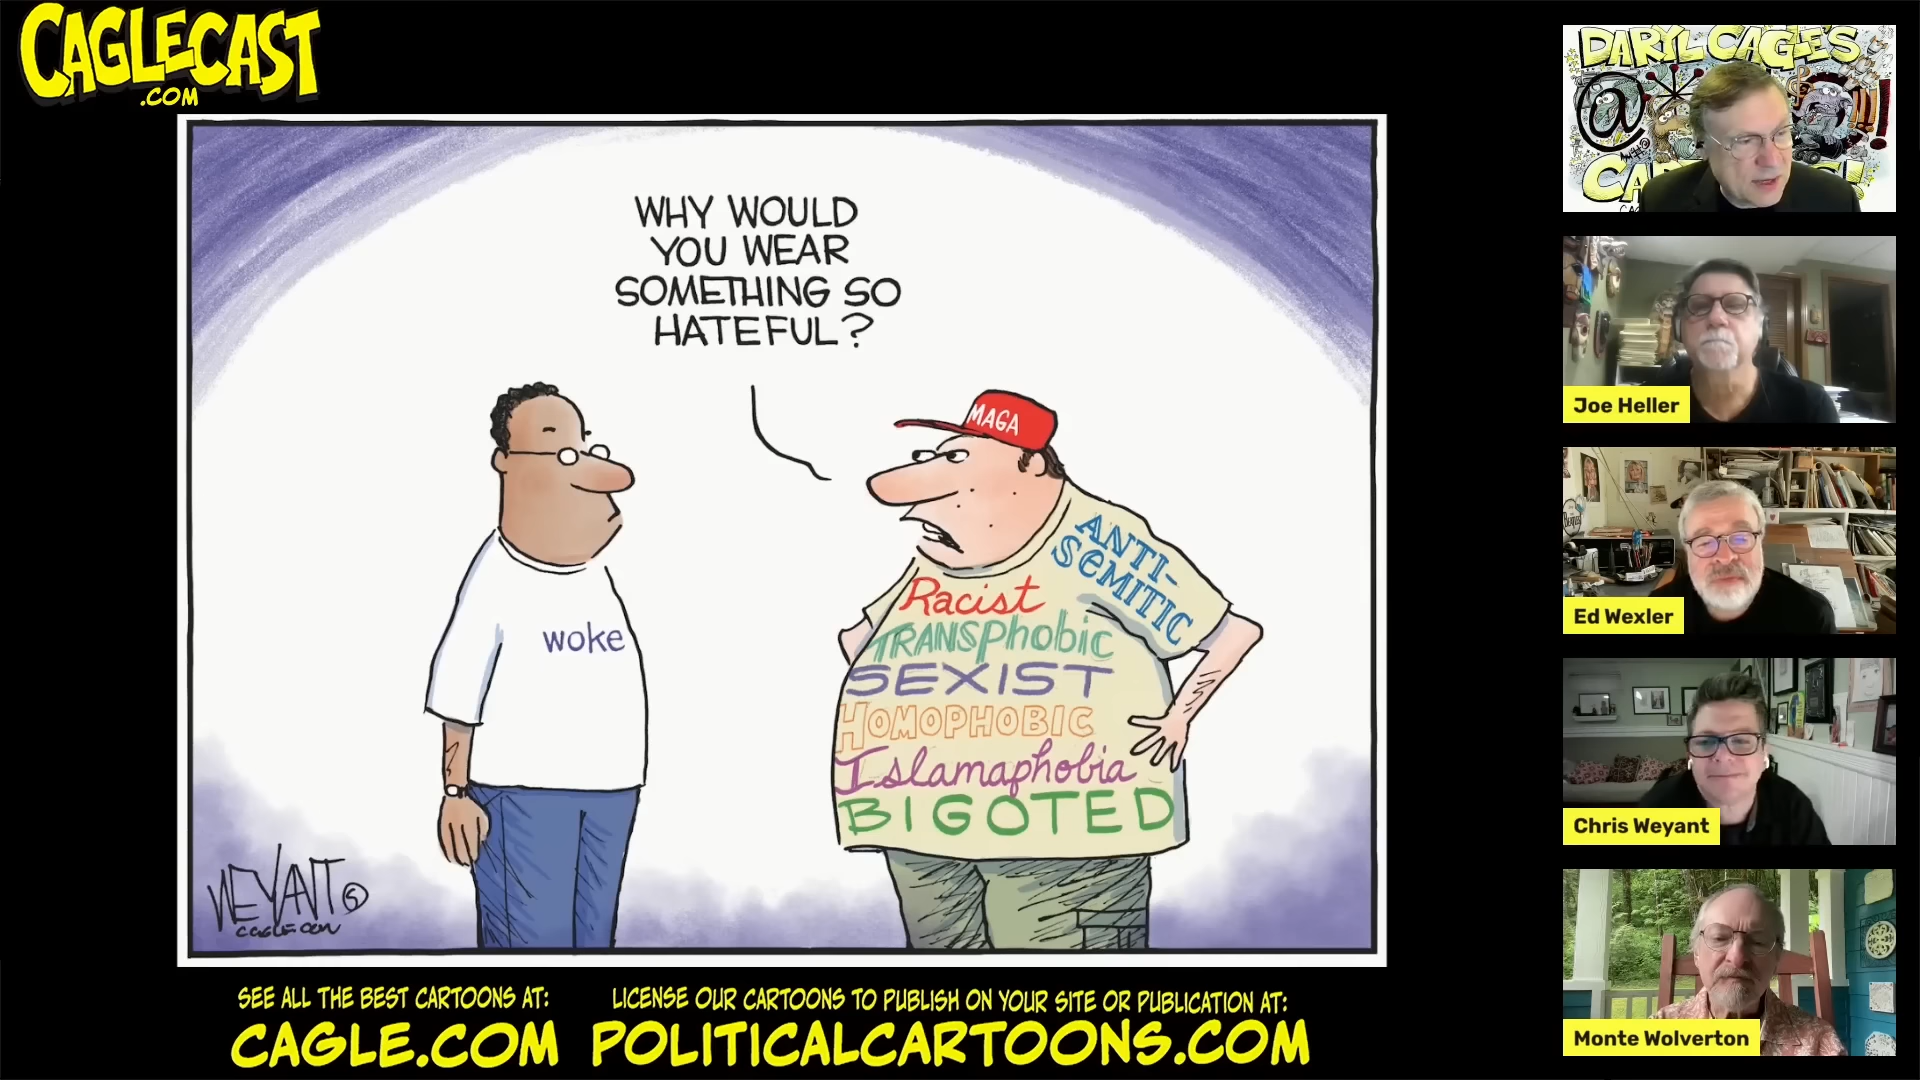 CAGLECAST
.COM
WHY WOULD
YOU WEAR
SOMETHING SO
HATEFUL?
MAGA
woke
ANTI-
SEMITIC
Racist
TRANSPhobic
SEXIST
HOMOPHOBIC
Islamaphobia
BIGOTED
WEYANT
CAGLE.COM
SEE ALL THE BEST CARTOONS AT:
CAGLE.COM
LICENSE OUR CARTOONS TO PUBLISH ON YOUR SITE OR PUBLICATION AT:
POLITICALCARTOONS.COM
DARYL CAGLE'S
Joe Heller
Ed Wexler
Chris Weyant
Monte Wolverton